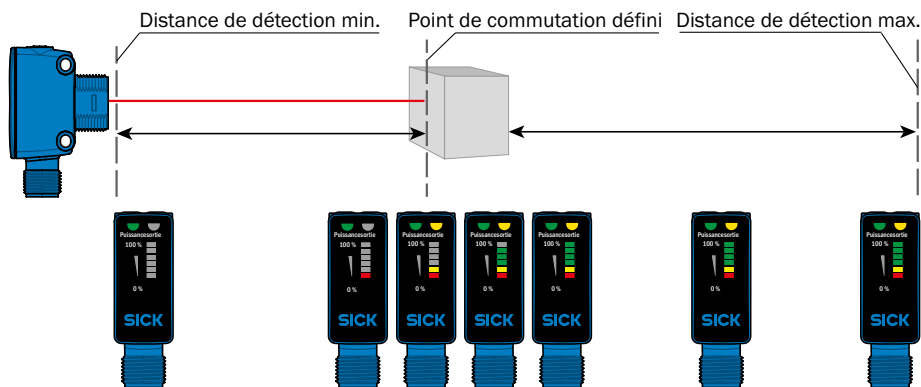 Distance de détection min.
Point de commutation défini
Distance de détection max.
Puissancesortie
100 %
0 %
SICK
Puissancesortie
100 %
0 %
SICK
Puissancesortie
100 %
0 %
SICK
Puissancesortie
100 %
0 %
SICK
Puissancesortie
100 %
0 %
SICK
Puissancesortie
100 %
0 %
SICK
Puissancesortie
100 %
0 %
SICK